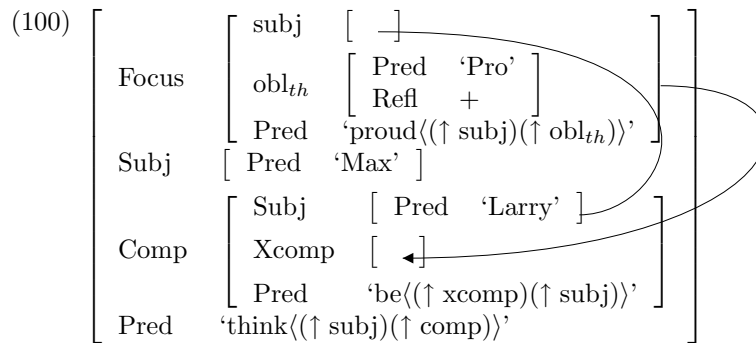 (100)
subj [ ]
Focus obl_th [ Pred ‘Pro’
Refl + ]
Pred ‘proud⟨(↑ subj)(↑ obl_th)⟩’
Subj [ Pred ‘Max’ ]
Subj [ Pred ‘Larry’ ]
Comp Xcomp [ ]
Pred ‘be⟨(↑ xcomp)(↑ subj)⟩’
Pred ‘think⟨(↑ subj)(↑ comp)⟩’